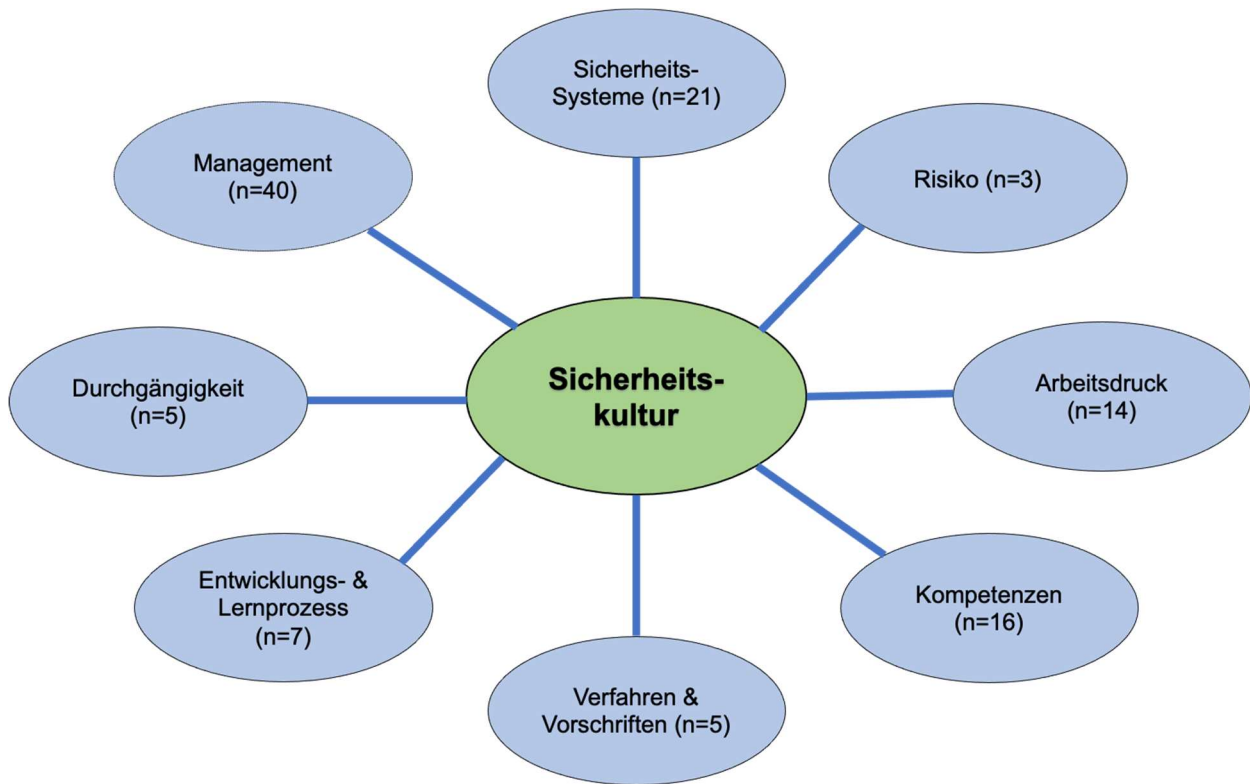 Sicherheits-
Systeme (n=21)
Management
(n=40)
Risiko (n=3)
Durchgängigkeit
(n=5)
Sicherheits-
kultur
Arbeitsdruck
(n=14)
Entwicklungs- &
Lernprozess
(n=7)
Kompetenzen
(n=16)
Verfahren &
Vorschriften (n=5)